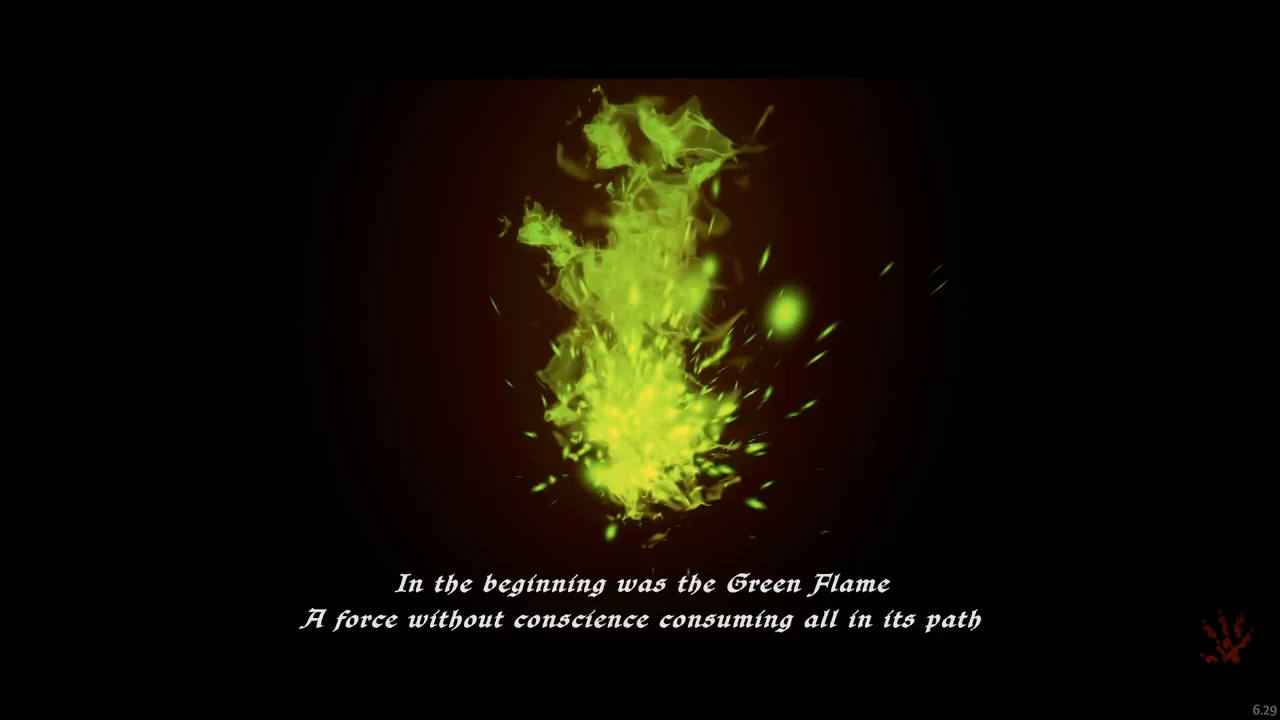 In the beginning was the Green Flame
A force without conscience consuming all in its path
6.29